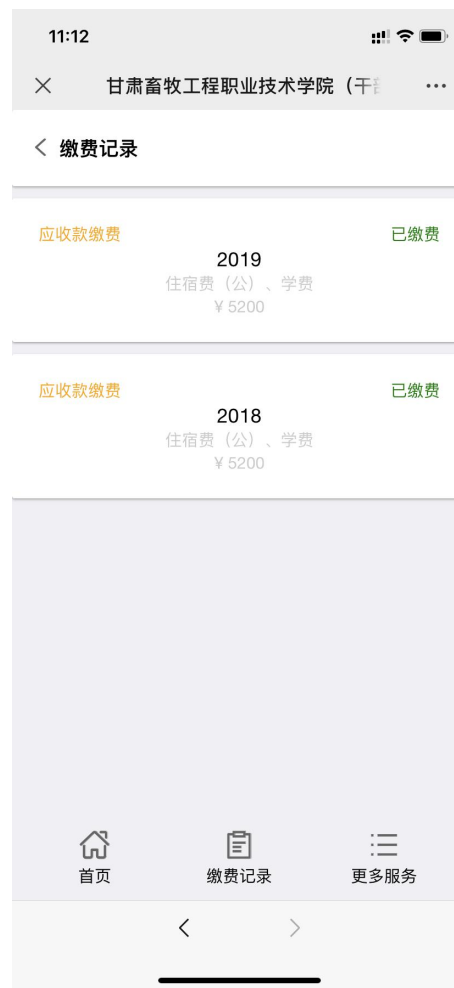 11:12
甘肃畜牧工程职业技术学院（干
缴费记录
应收款缴费 已缴费
2019
住宿费（公）、学费
¥ 5200
应收款缴费 已缴费
2018
住宿费（公）、学费
¥ 5200
首页 缴费记录 更多服务